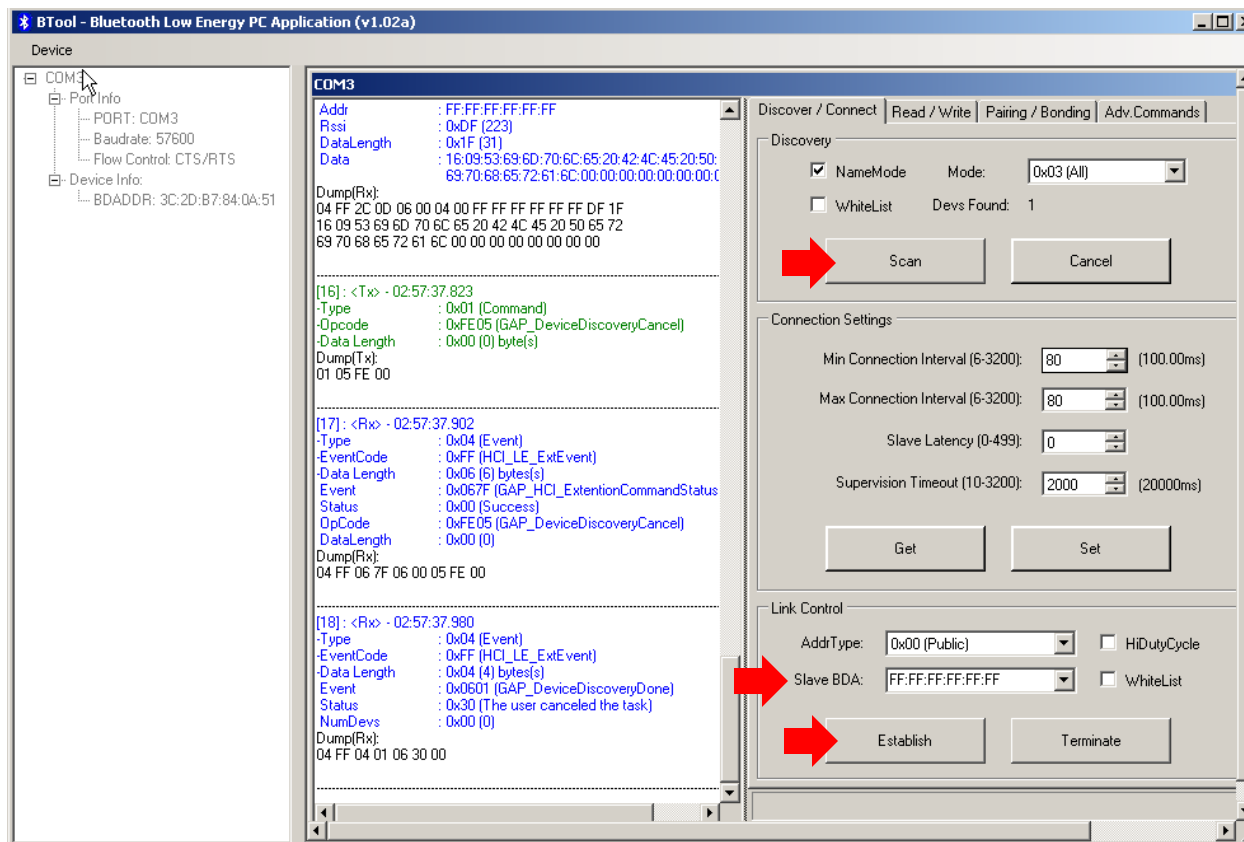 BTool - Bluetooth Low Energy PC Application (v1.02a)
Device
COM3
Port Info
PORT: COM3
Baudrate: 57600
Flow Control: CTS/RTS
Device Info:
BDADDR: 3C:2D:B7:84:0A:51
COM3
Addr : FF:FF:FF:FF:FF:FF
Rssi : 0xDF (223)
DataLength : 0x1F (31)
Data : 16:09:53:69:6D:70:6C:65:20:42:4C:45:20:50:
69:70:68:65:72:61:6C:00:00:00:00:00:00:00:0
Dump(Rx):
04 FF 2C 0D 06 00 04 00 FF FF FF FF FF FF DF 1F
16 09 53 69 6D 70 6C 65 20 42 4C 45 20 50 65 72
69 70 68 65 72 61 6C 00 00 00 00 00 00 00 00
[16] : <Tx> - 02:57:37.823
-Type : 0x01 (Command)
-Opcode : 0xFE05 (GAP_DeviceDiscoveryCancel)
-Data Length : 0x00 (0) byte(s)
Dump(Tx):
01 05 FE 00
[17] : <Rx> - 02:57:37.902
-Type : 0x04 (Event)
-EventCode : 0xFF (HCI_LE_ExtEvent)
-Data Length : 0x06 (6) bytes(s)
Event : 0x067F (GAP_HCI_ExtentionCommandStatus
Status : 0x00 (Success)
OpCode : 0xFE05 (GAP_DeviceDiscoveryCancel)
DataLength : 0x00 (0)
Dump(Rx):
04 FF 06 7F 06 00 05 FE 00
[18] : <Rx> - 02:57:37.980
-Type : 0x04 (Event)
-EventCode : 0xFF (HCI_LE_ExtEvent)
-Data Length : 0x04 (4) bytes(s)
Event : 0x0601 (GAP_DeviceDiscoveryDone)
Status : 0x30 (The user canceled the task)
NumDevs : 0x00 (0)
Dump(Rx):
04 FF 04 01 06 30 00
Discover / Connect Read / Write Pairing / Bonding Adv.Commands
Discovery
NameMode Mode: 0x03 (All)
WhiteList Devs Found: 1
Scan Cancel
Connection Settings
Min Connection Interval (6-3200): 80 (100.00ms)
Max Connection Interval (6-3200): 80 (100.00ms)
Slave Latency (0-499): 0
Supervision Timeout (10-3200): 2000 (20000ms)
Get Set
Link Control
AddrType: 0x00 (Public) HiDutyCycle
Slave BDA: FF:FF:FF:FF:FF:FF WhiteList
Establish Terminate